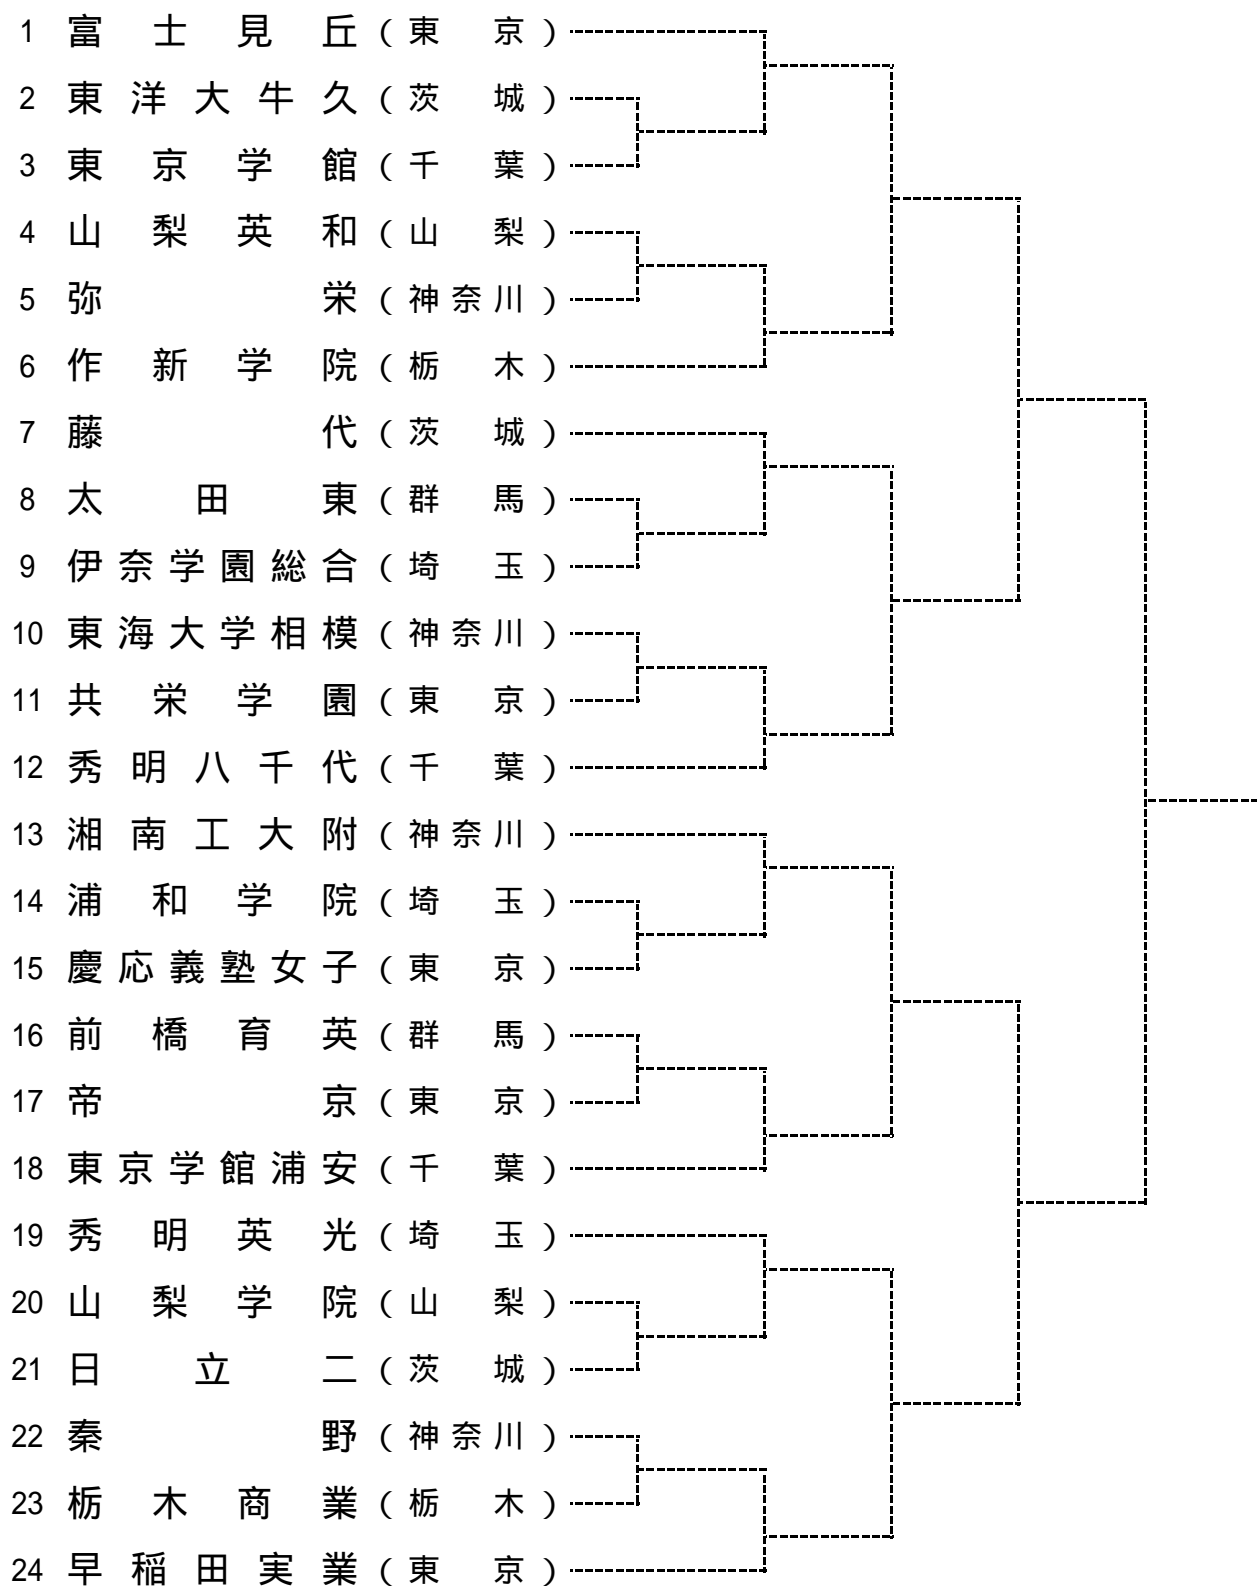 1 富士見丘(東京)
2 東洋大牛久(茨城)
3 東京学館(千葉)
4 山梨英和(山梨)
5 弥栄(神奈川)
6 作新学院(栃木)
7 藤代(茨城)
8 太田東(群馬)
9 伊奈学園総合(埼玉)
10 東海大学相模(神奈川)
11 共栄学園(東京)
12 秀明八千代(千葉)
13 湘南工大附(神奈川)
14 浦和学院(埼玉)
15 慶応義塾女子(東京)
16 前橋育英(群馬)
17 帝京(東京)
18 東京学館浦安(千葉)
19 秀明英光(埼玉)
20 山梨学院(山梨)
21 日立二(茨城)
22 秦野(神奈川)
23 栃木商業(栃木)
24 早稲田実業(東京)